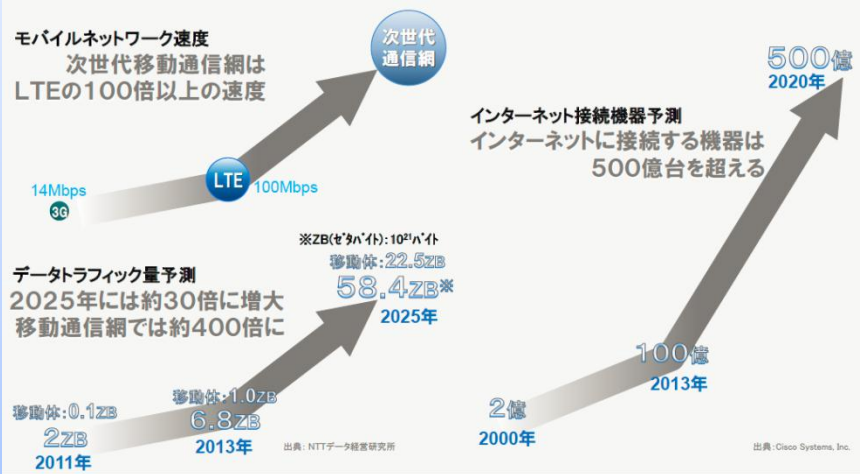 モバイルネットワーク速度
次世代移動通信網は
LTEの100倍以上の速度
次世代
通信網
LTE
100Mbps
14Mbps
3G
※ZB(ゼタバイト):10²¹バイト
データトラフィック量予測
2025年には約30倍に増大
移動通信網では約400倍に
移動体:22.5ZB
58.4ZB※
2025年
移動体:1.0ZB
6.8ZB
2013年
移動体:0.1ZB
2ZB
2011年
出典:NTTデータ経営研究所
インターネット接続機器予測
インターネットに接続する機器は
500億台を超える
500億
2020年
100億
2013年
2億
2000年
出典:Cisco Systems, Inc.